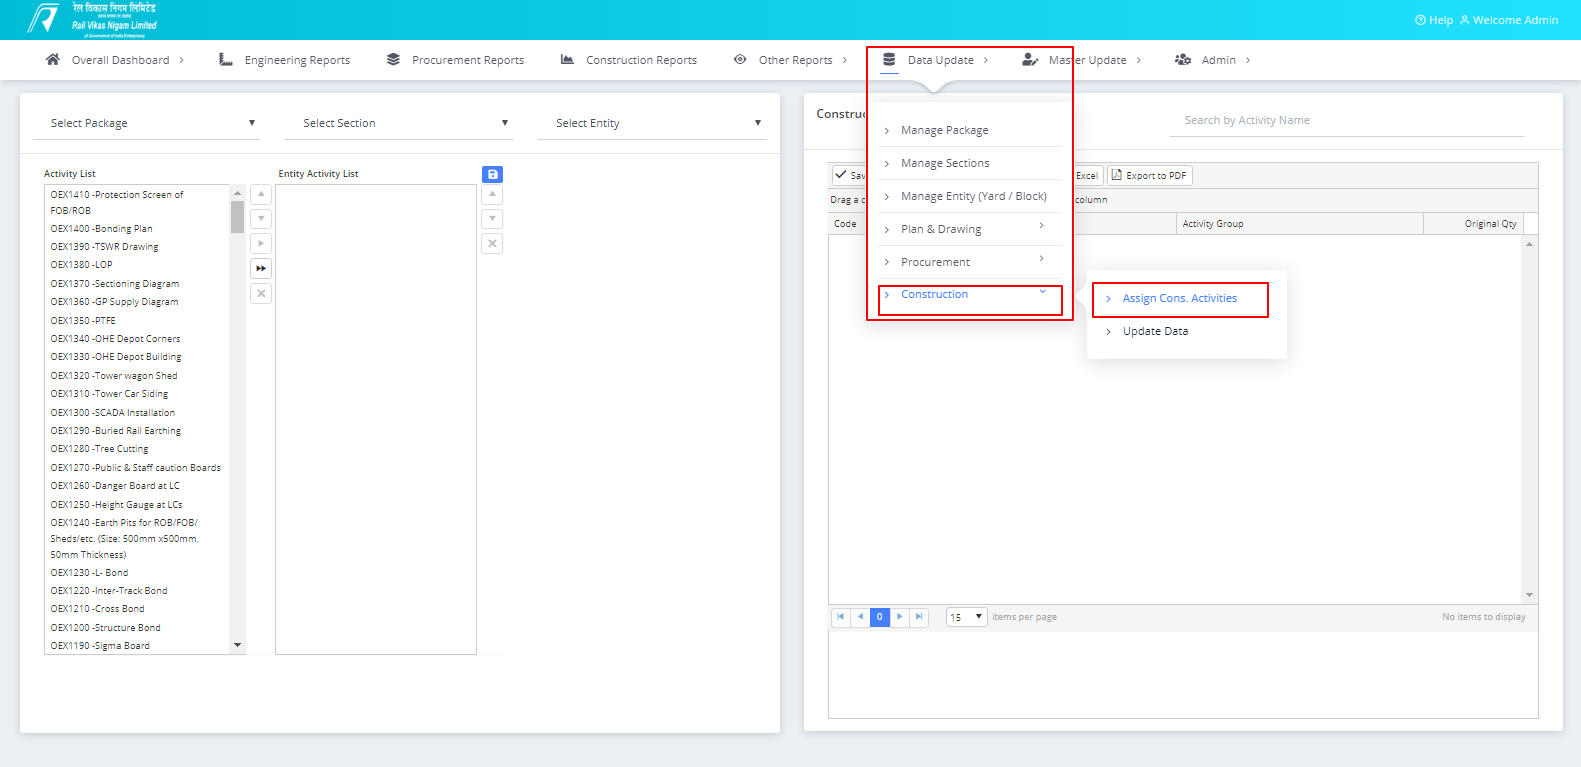 रेल विकास निगम लिमिटेड
Rail Vikas Nigam Limited
(A Government of India Enterprise)
Help Welcome Admin
Overall Dashboard
Engineering Reports
Procurement Reports
Construction Reports
Other Reports
Data Update
Master Update
Admin
Select Package
Select Section
Select Entity
Activity List
Entity Activity List
OEX1410 -Protection Screen of
FOB/ROB
OEX1400 -Bonding Plan
OEX1390 -TSWR Drawing
OEX1380 -LOP
OEX1370 -Sectioning Diagram
OEX1360 -GP Supply Diagram
OEX1350 -PTFE
OEX1340 -OHE Depot Corners
OEX1330 -OHE Depot Building
OEX1320 -Tower wagon Shed
OEX1310 -Tower Car Siding
OEX1300 -SCADA Installation
OEX1290 -Buried Rail Earthing
OEX1280 -Tree Cutting
OEX1270 -Public & Staff caution Boards
OEX1260 -Danger Board at LC
OEX1250 -Height Gauge at LCs
OEX1240 -Earth Pits for ROB/FOB/
Sheds/etc. (Size: 500mm x500mm,
50mm Thickness)
OEX1230 -L- Bond
OEX1220 -Inter-Track Bond
OEX1210 -Cross Bond
OEX1200 -Structure Bond
OEX1190 -Sigma Board
Manage Package
Manage Sections
Manage Entity (Yard / Block)
Plan & Drawing
Procurement
Construction
Assign Cons. Activities
Update Data
Construc
Search by Activity Name
Sav
Excel
Export to PDF
Drag a c
column
Code
Activity Group
Original Qty
0
15
items per page
No items to display